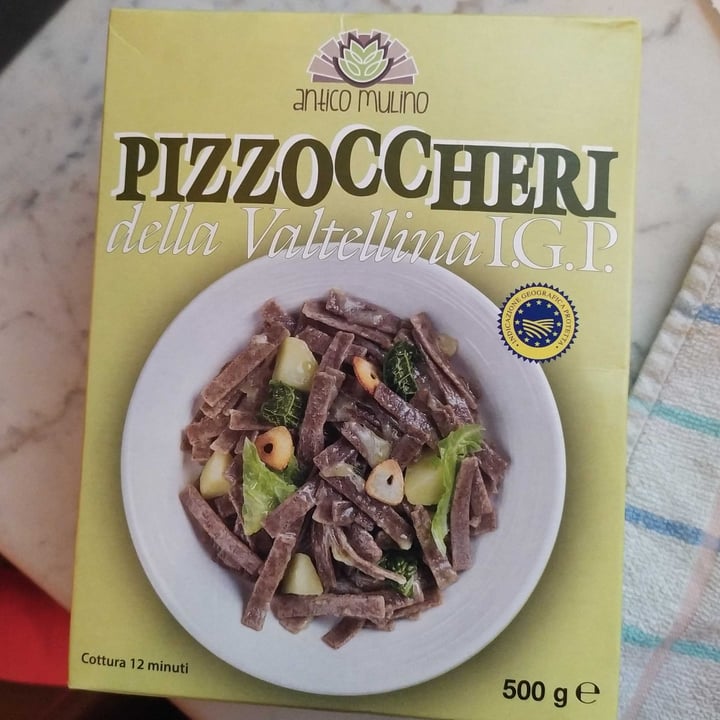 antico mulino
PIZZOCCHERI
della Valtellina I.G.P.
INDICAZIONE GEOGRAFICA PROTETTA
Cottura 12 minuti
500 g ℮